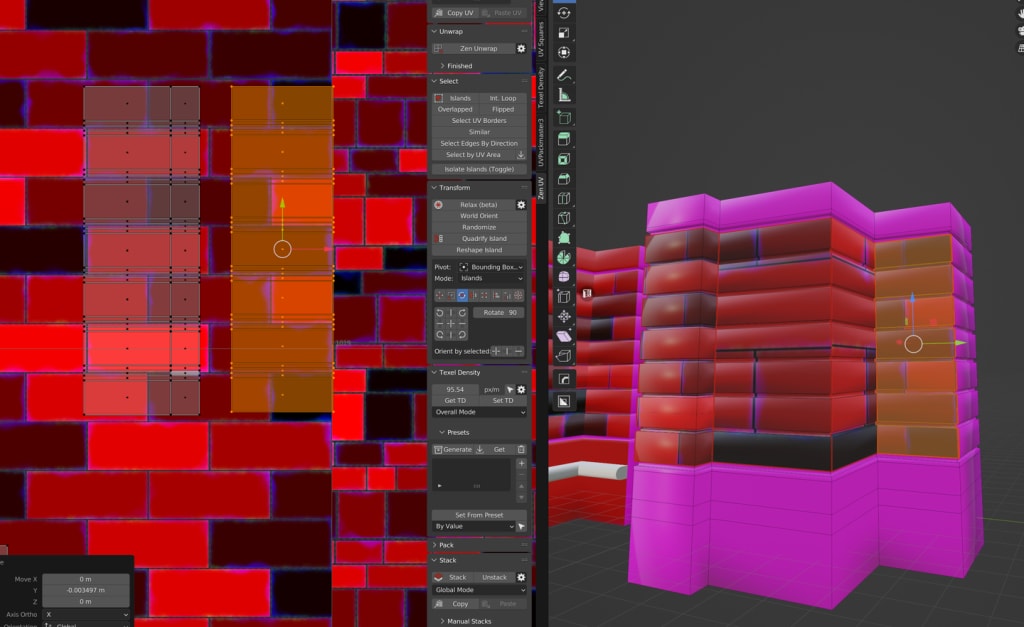 Copy UV
Paste UV
Unwrap
Zen Unwrap
Finished
Select
Islands
Int. Loop
Overlapped
Flipped
Select UV Borders
Similar
Select Edges By Direction
Select by UV Area
Isolate Islands (Toggle)
Transform
Relax (beta)
World Orient
Randomize
Quadrify Island
Reshape Island
Pivot:
Bounding Box...
Mode:
Islands
Rotate 90
Orient by selected
Texel Density
95.54
px/m
Get TD
Set TD
Overall Mode
Presets
Generate
Get
Set From Preset
By Value
Pack
Stack
Stack
Unstack
Global Mode
Copy
Paste
Manual Stacks
UV Squares
Texel Density
UVPackmaster3
Zen UV
Move X
0 m
Y
-0.003497 m
Z
0 m
Axis Ortho
X
Global